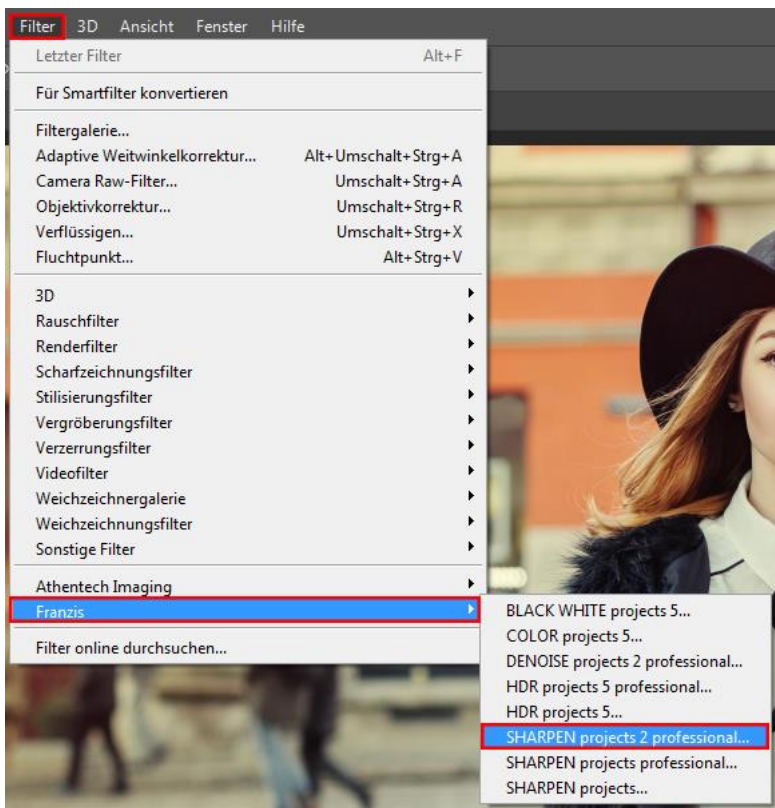 Filter 3D Ansicht Fenster Hilfe
Letzter Filter Alt+F
Für Smartfilter konvertieren
Filtergalerie...
Adaptive Weitwinkelkorrektur... Alt+Umschalt+Strg+A
Camera Raw-Filter... Umschalt+Strg+A
Objektivkorrektur... Umschalt+Strg+R
Verflüssigen... Umschalt+Strg+X
Fluchtpunkt... Alt+Strg+V
3D
Rauschfilter
Renderfilter
Scharfzeichnungsfilter
Stilisierungsfilter
Vergröberungsfilter
Verzerrungsfilter
Videofilter
Weichzeichnergalerie
Weichzeichnungsfilter
Sonstige Filter
Athentech Imaging
Franzis
Filter online durchsuchen...
BLACK WHITE projects 5...
COLOR projects 5...
DENOISE projects 2 professional...
HDR projects 5 professional...
HDR projects 5...
SHARPEN projects 2 professional...
SHARPEN projects professional...
SHARPEN projects...